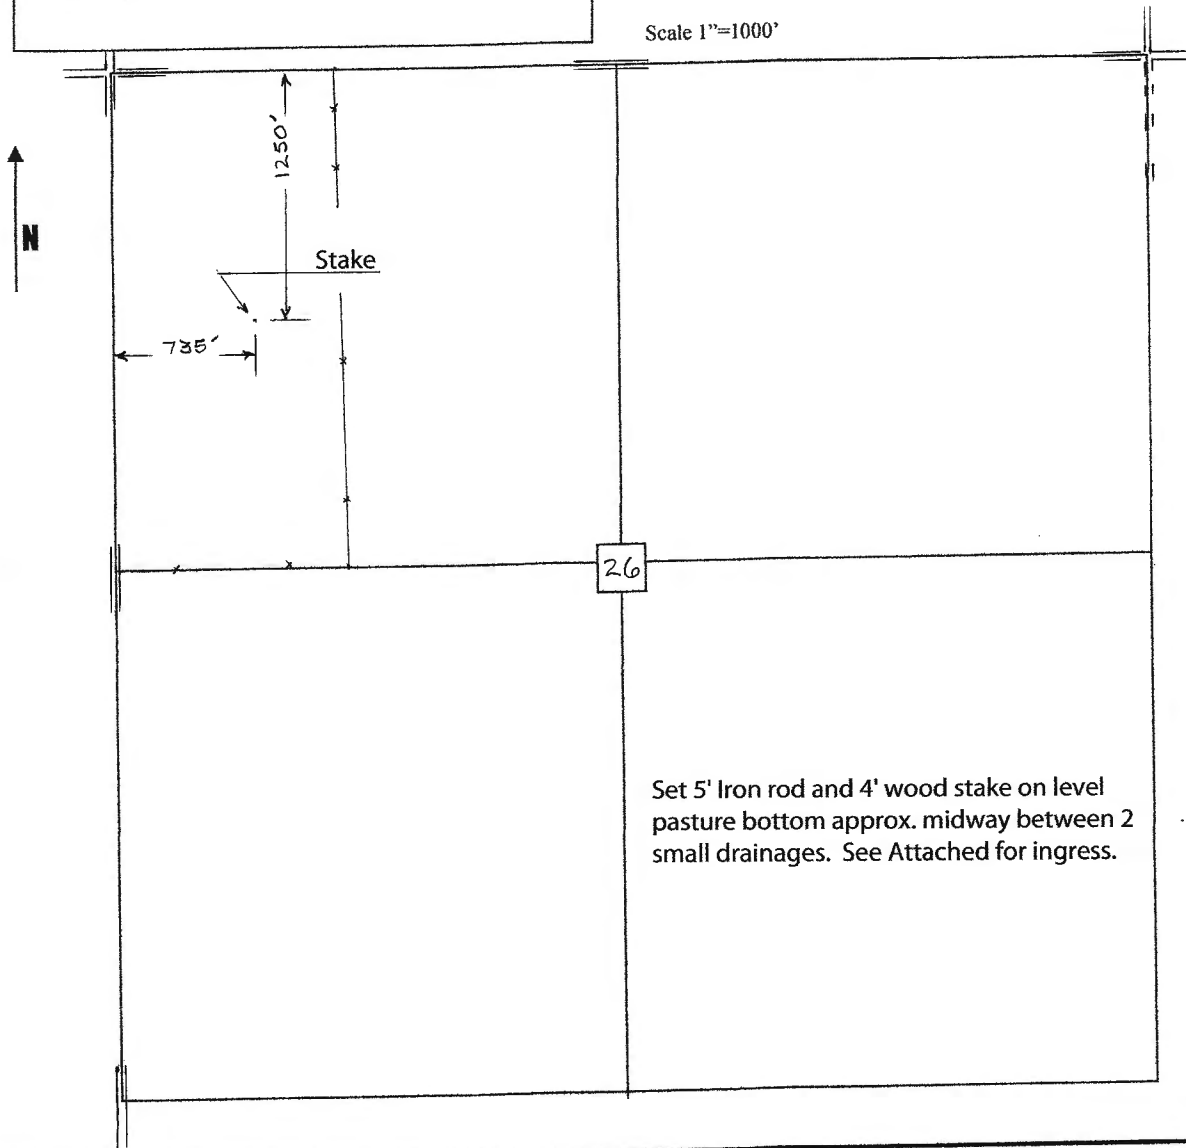 Scale 1”=1000’
1250′
N
Stake
735′
26
Set 5' Iron rod and 4' wood stake on level
pasture bottom approx. midway between 2
small drainages. See Attached for ingress.